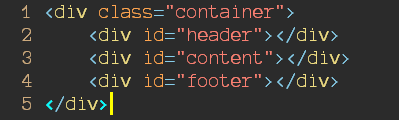 1 <div class="container">
2     <div id="header"></div>
3     <div id="content"></div>
4     <div id="footer"></div>
5 </div>